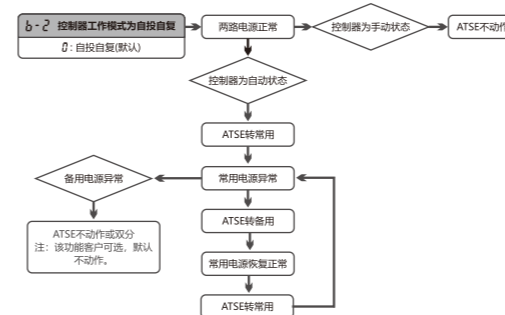 b-2 控制器工作模式为自投自复
0: 自投自复(默认)
两路电源正常
控制器为手动状态
ATSE不动作
控制器为自动状态
ATSE转常用
备用电源异常
常用电源异常
ATSE不动作或双分
注：该功能客户可选，默认
不动作。
ATSE转备用
常用电源恢复正常
ATSE转常用